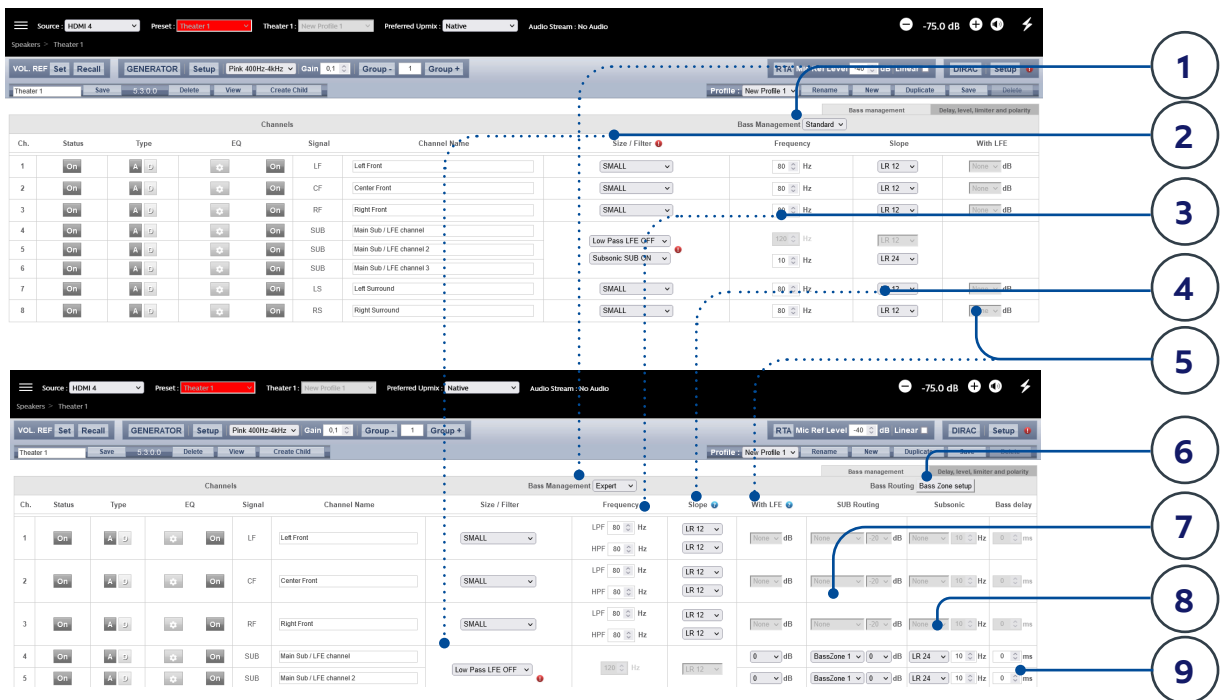 Source : HDMI 4 Preset : Theater 1 Theater 1 : New Profile 1 Preferred Upmix : Native Audio Stream : No Audio -75.0 dB
Speakers > Theater 1
VOL. REF Set Recall GENERATOR Setup Pink 400Hz-4kHz Gain 0,1 Group - 1 Group + RTA Mic Ref Level -40 dB Linear DIRAC Setup
Theater 1 Save 5.3.0.0 Delete View Create Child Profile : New Profile 1 Rename New Duplicate Save Delete
Bass management Delay, level, limiter and polarity
Channels Bass Management Standard
Ch. Status Type EQ Signal Channel Name Size / Filter Frequency Slope With LFE
1 On A D On LF Left Front SMALL 80 Hz LR 12 None dB
2 On A D On CF Center Front SMALL 80 Hz LR 12 None dB
3 On A D On RF Right Front SMALL 80 Hz LR 12 None dB
4 On A D On SUB Main Sub / LFE channel
Low Pass LFE OFF 120 Hz LR 12
5 On A D On SUB Main Sub / LFE channel 2
Subsonic SUB ON 10 Hz LR 24
6 On A D On SUB Main Sub / LFE channel 3
7 On A D On LS Left Surround SMALL 80 Hz LR 12 None dB
8 On A D On RS Right Surround SMALL 80 Hz LR 12 None dB
Source : HDMI 4 Preset : Theater 1 Theater 1 : New Profile 1 Preferred Upmix : Native Audio Stream : No Audio -75.0 dB
Speakers > Theater 1
VOL. REF Set Recall GENERATOR Setup Pink 400Hz-4kHz Gain 0,1 Group - 1 Group + RTA Mic Ref Level -40 dB Linear DIRAC Setup
Theater 1 Save 5.3.0.0 Delete View Create Child Profile : New Profile 1 Rename New Duplicate Save Delete
Bass management Delay, level, limiter and polarity
Channels Bass Management Expert Bass Routing Bass Zone setup
Ch. Status Type EQ Signal Channel Name Size / Filter Frequency Slope With LFE SUB Routing Subsonic Bass delay
LPF 80 Hz LR 12
1 On A D On LF Left Front SMALL None dB None -20 dB None 10 Hz 0 ms
HPF 80 Hz LR 12
LPF 80 Hz LR 12
2 On A D On CF Center Front SMALL None dB None -20 dB None 10 Hz 0 ms
HPF 80 Hz LR 12
LPF 80 Hz LR 12
3 On A D On RF Right Front SMALL None dB None -20 dB None 10 Hz 0 ms
HPF 80 Hz LR 12
4 On A D On SUB Main Sub / LFE channel 0 dB BassZone 1 0 dB LR 24 10 Hz 0 ms
Low Pass LFE OFF 120 Hz LR 12
5 On A D On SUB Main Sub / LFE channel 2 0 dB BassZone 1 0 dB LR 24 10 Hz 0 ms
1
2
3
4
5
6
7
8
9